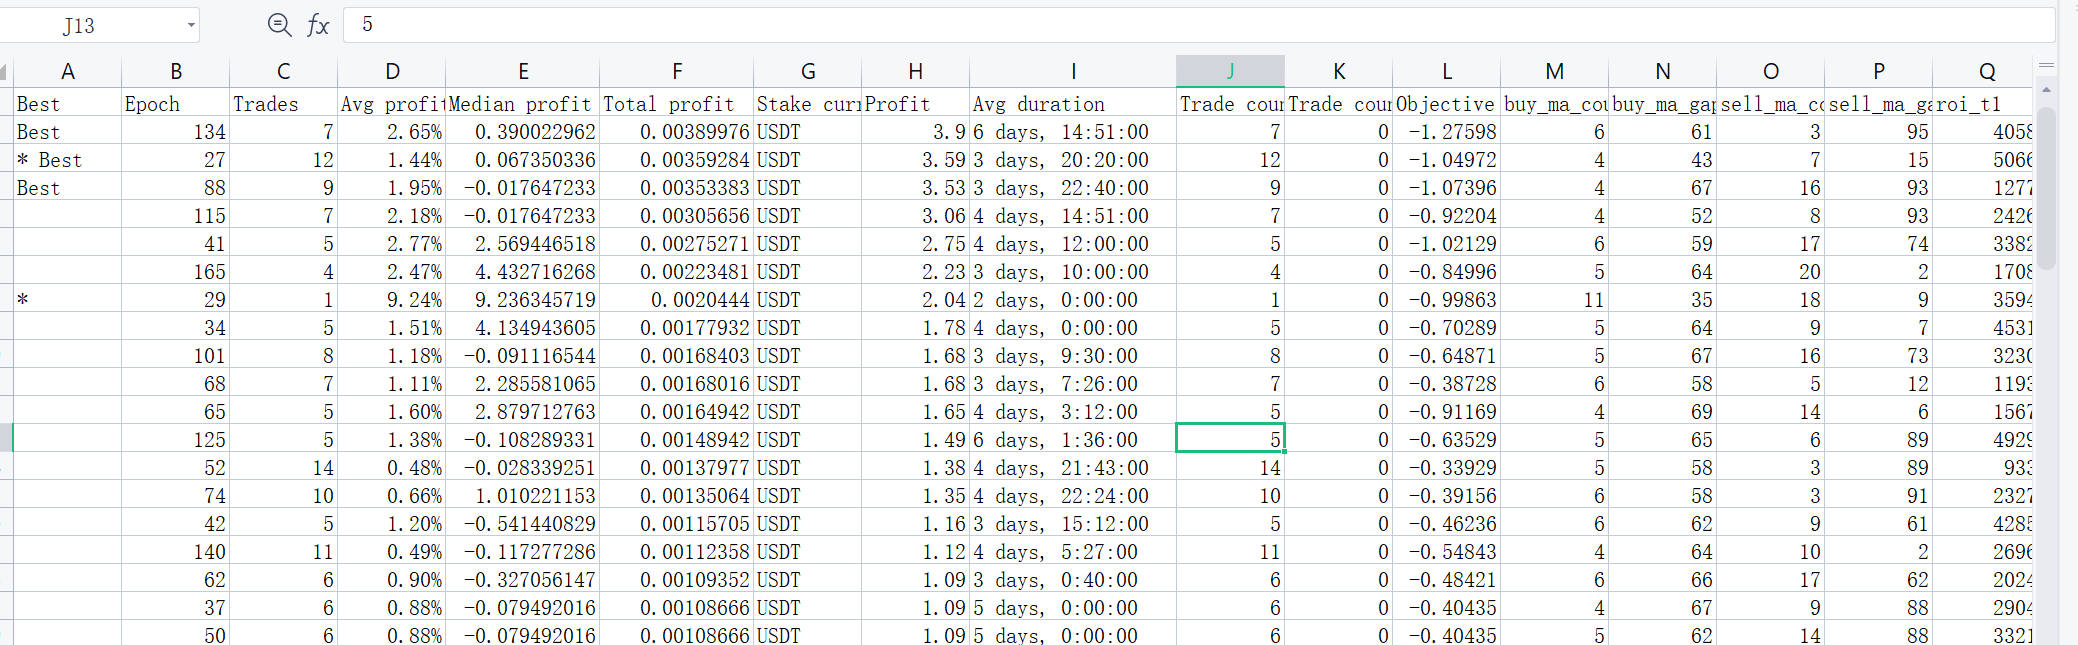 J13 fx 5
A B C D E F G H I J K L M N O P Q
Best Epoch Trades Avg profit Median profit Total profit Stake curr Profit Avg duration Trade cour Trade cour Objective buy_ma_cou buy_ma_gap sell_ma_co sell_ma_ga roi_t1
Best 134 7 2.65% 0.390022962 0.00389976 USDT 3.9 6 days, 14:51:00 7 0 -1.27598 6 61 3 95 4058
* Best 27 12 1.44% 0.067350336 0.00359284 USDT 3.59 3 days, 20:20:00 12 0 -1.04972 4 43 7 15 5066
Best 88 9 1.95% -0.017647233 0.00353383 USDT 3.53 3 days, 22:40:00 9 0 -1.07396 4 67 16 93 1277
115 7 2.18% -0.017647233 0.00305656 USDT 3.06 4 days, 14:51:00 7 0 -0.92204 4 52 8 93 2426
41 5 2.77% 2.569446518 0.00275271 USDT 2.75 4 days, 12:00:00 5 0 -1.02129 6 59 17 74 3382
165 4 2.47% 4.432716268 0.00223481 USDT 2.23 3 days, 10:00:00 4 0 -0.84996 5 64 20 2 1708
* 29 1 9.24% 9.236345719 0.0020444 USDT 2.04 2 days, 0:00:00 1 0 -0.99863 11 35 18 9 3594
34 5 1.51% 4.134943605 0.00177932 USDT 1.78 4 days, 0:00:00 5 0 -0.70289 5 64 9 7 4531
101 8 1.18% -0.091116544 0.00168403 USDT 1.68 3 days, 9:30:00 8 0 -0.64871 5 67 16 73 3230
68 7 1.11% 2.285581065 0.00168016 USDT 1.68 3 days, 7:26:00 7 0 -0.38728 6 58 5 12 1193
65 5 1.60% 2.879712763 0.00164942 USDT 1.65 4 days, 3:12:00 5 0 -0.91169 4 69 14 6 1567
125 5 1.38% -0.108289331 0.00148942 USDT 1.49 6 days, 1:36:00 5 0 -0.63529 5 65 6 89 4929
52 14 0.48% -0.028339251 0.00137977 USDT 1.38 4 days, 21:43:00 14 0 -0.33929 5 58 3 89 933
74 10 0.66% 1.010221153 0.00135064 USDT 1.35 4 days, 22:24:00 10 0 -0.39156 6 58 3 91 2327
42 5 1.20% -0.541440829 0.00115705 USDT 1.16 3 days, 15:12:00 5 0 -0.46236 6 62 9 61 4285
140 11 0.49% -0.117277286 0.00112358 USDT 1.12 4 days, 5:27:00 11 0 -0.54843 4 64 10 2 2696
62 6 0.90% -0.327056147 0.00109352 USDT 1.09 3 days, 0:40:00 6 0 -0.48421 6 66 17 62 2024
37 6 0.88% -0.079492016 0.00108666 USDT 1.09 5 days, 0:00:00 6 0 -0.40435 4 67 9 88 2904
50 6 0.88% -0.079492016 0.00108666 USDT 1.09 5 days, 0:00:00 6 0 -0.40435 5 62 14 88 3321